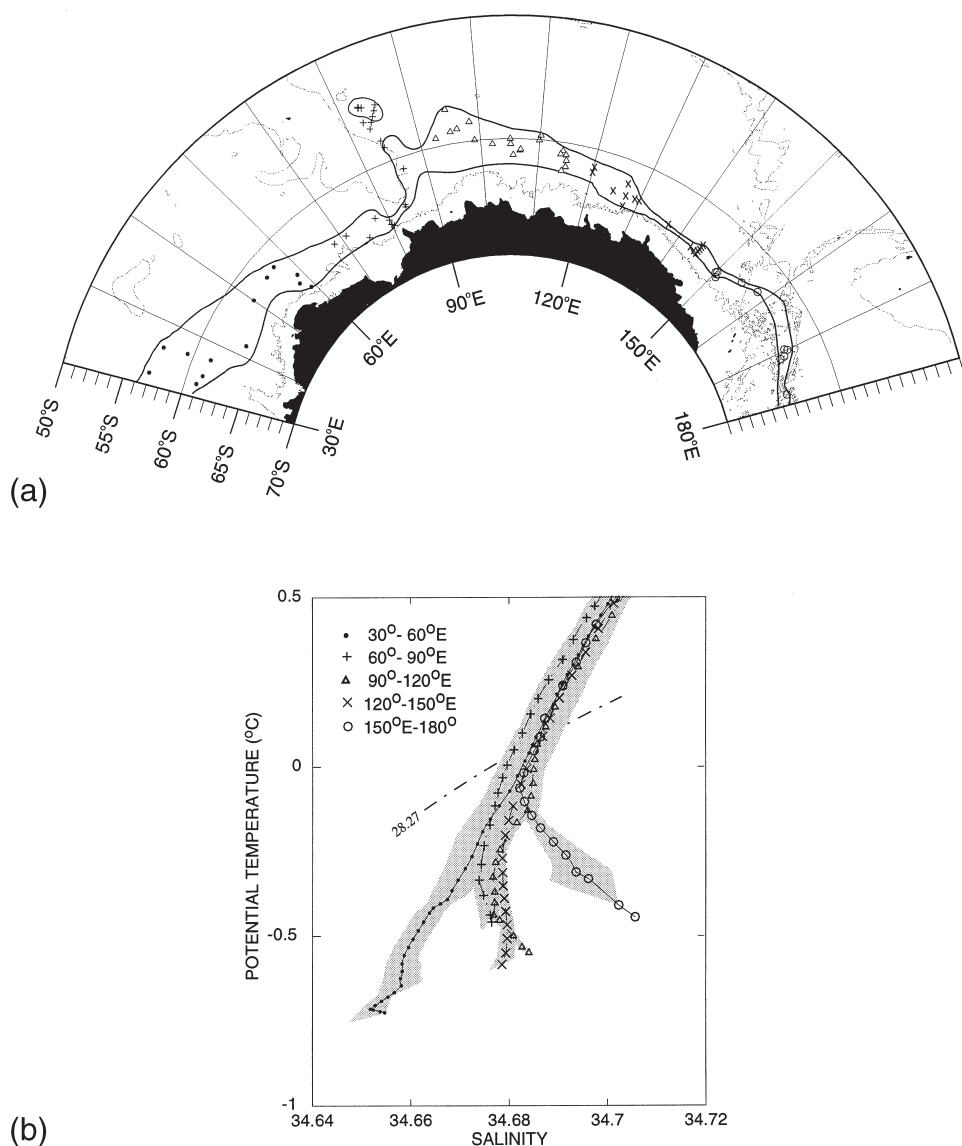 90°E
120°E
60°E
150°E
30°E
180°E
50°S
55°S
60°S
65°S
70°S
(a)
0.5
30° - 60°E
60° - 90°E
90° -120°E
120°-150°E
150°E-180°
POTENTIAL TEMPERATURE (°C)
0
28.27
-0.5
-1
34.64
34.66
34.68
34.7
34.72
SALINITY
(b)